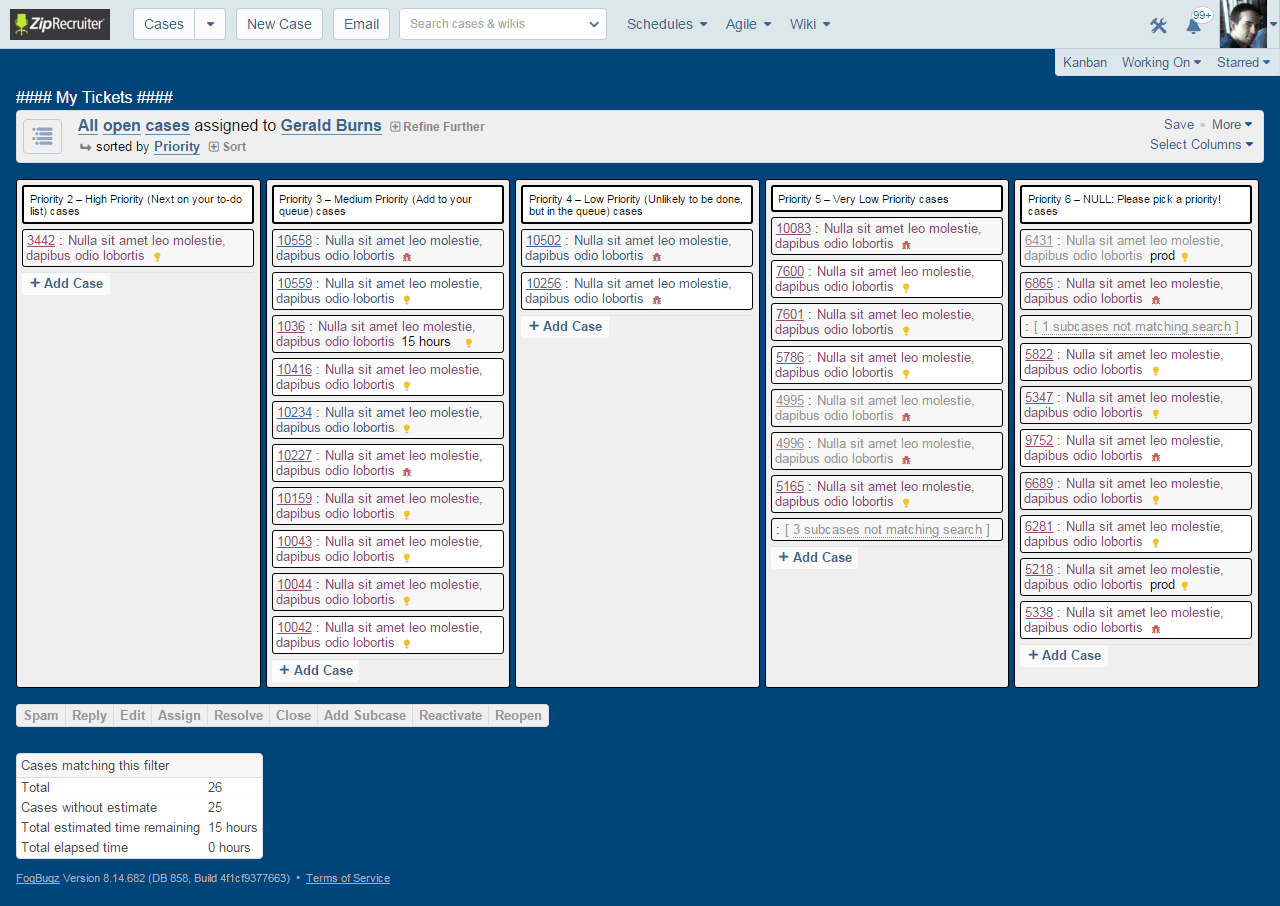 ZipRecruiter
Cases
New Case
Email
Search cases & wikis
Schedules
Agile
Wiki
99+
Kanban
Working On
Starred
#### My Tickets ####
All open cases assigned to Gerald Burns Refine Further
sorted by Priority Sort
Save • More
Select Columns
Priority 2 – High Priority (Next on your to-do
list) cases
3442 : Nulla sit amet leo molestie,
dapibus odio lobortis
+ Add Case
Priority 3 – Medium Priority (Add to your
queue) cases
10558 : Nulla sit amet leo molestie,
dapibus odio lobortis
10559 : Nulla sit amet leo molestie,
dapibus odio lobortis
1036 : Nulla sit amet leo molestie,
dapibus odio lobortis 15 hours
10416 : Nulla sit amet leo molestie,
dapibus odio lobortis
10234 : Nulla sit amet leo molestie,
dapibus odio lobortis
10227 : Nulla sit amet leo molestie,
dapibus odio lobortis
10159 : Nulla sit amet leo molestie,
dapibus odio lobortis
10043 : Nulla sit amet leo molestie,
dapibus odio lobortis
10044 : Nulla sit amet leo molestie,
dapibus odio lobortis
10042 : Nulla sit amet leo molestie,
dapibus odio lobortis
+ Add Case
Priority 4 – Low Priority (Unlikely to be done,
but in the queue) cases
10502 : Nulla sit amet leo molestie,
dapibus odio lobortis
10256 : Nulla sit amet leo molestie,
dapibus odio lobortis
+ Add Case
Priority 5 – Very Low Priority cases
10083 : Nulla sit amet leo molestie,
dapibus odio lobortis
7600 : Nulla sit amet leo molestie,
dapibus odio lobortis
7601 : Nulla sit amet leo molestie,
dapibus odio lobortis
5786 : Nulla sit amet leo molestie,
dapibus odio lobortis
4995 : Nulla sit amet leo molestie,
dapibus odio lobortis
4996 : Nulla sit amet leo molestie,
dapibus odio lobortis
5165 : Nulla sit amet leo molestie,
dapibus odio lobortis
: [ 3 subcases not matching search ]
+ Add Case
Priority 6 – NULL: Please pick a priority!
cases
6431 : Nulla sit amet leo molestie,
dapibus odio lobortis prod
6865 : Nulla sit amet leo molestie,
dapibus odio lobortis
: [ 1 subcases not matching search ]
5822 : Nulla sit amet leo molestie,
dapibus odio lobortis
5347 : Nulla sit amet leo molestie,
dapibus odio lobortis
9752 : Nulla sit amet leo molestie,
dapibus odio lobortis
6689 : Nulla sit amet leo molestie,
dapibus odio lobortis
6281 : Nulla sit amet leo molestie,
dapibus odio lobortis
5218 : Nulla sit amet leo molestie,
dapibus odio lobortis prod
5338 : Nulla sit amet leo molestie,
dapibus odio lobortis
+ Add Case
Spam Reply Edit Assign Resolve Close Add Subcase Reactivate Reopen
Cases matching this filter
Total 26
Cases without estimate 25
Total estimated time remaining 15 hours
Total elapsed time 0 hours
FogBugz Version 8.14.682 (DB 858, Build 4f1cf9377663) • Terms of Service